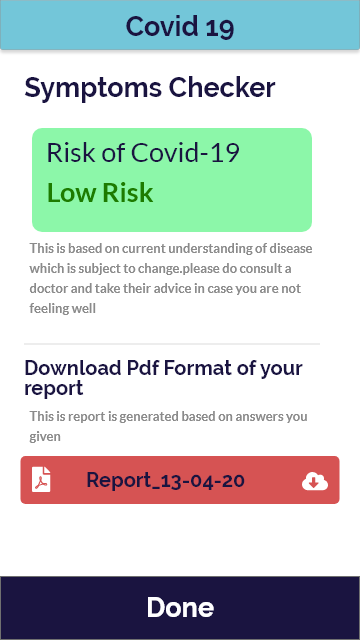 Covid 19
Symptoms Checker
Risk of Covid-19
Low Risk
This is based on current understanding of disease
which is subject to change.please do consult a
doctor and take their advice in case you are not
feeling well
Download Pdf Format of your
report
This is report is generated based on answers you
given
Report_13-04-20
Done